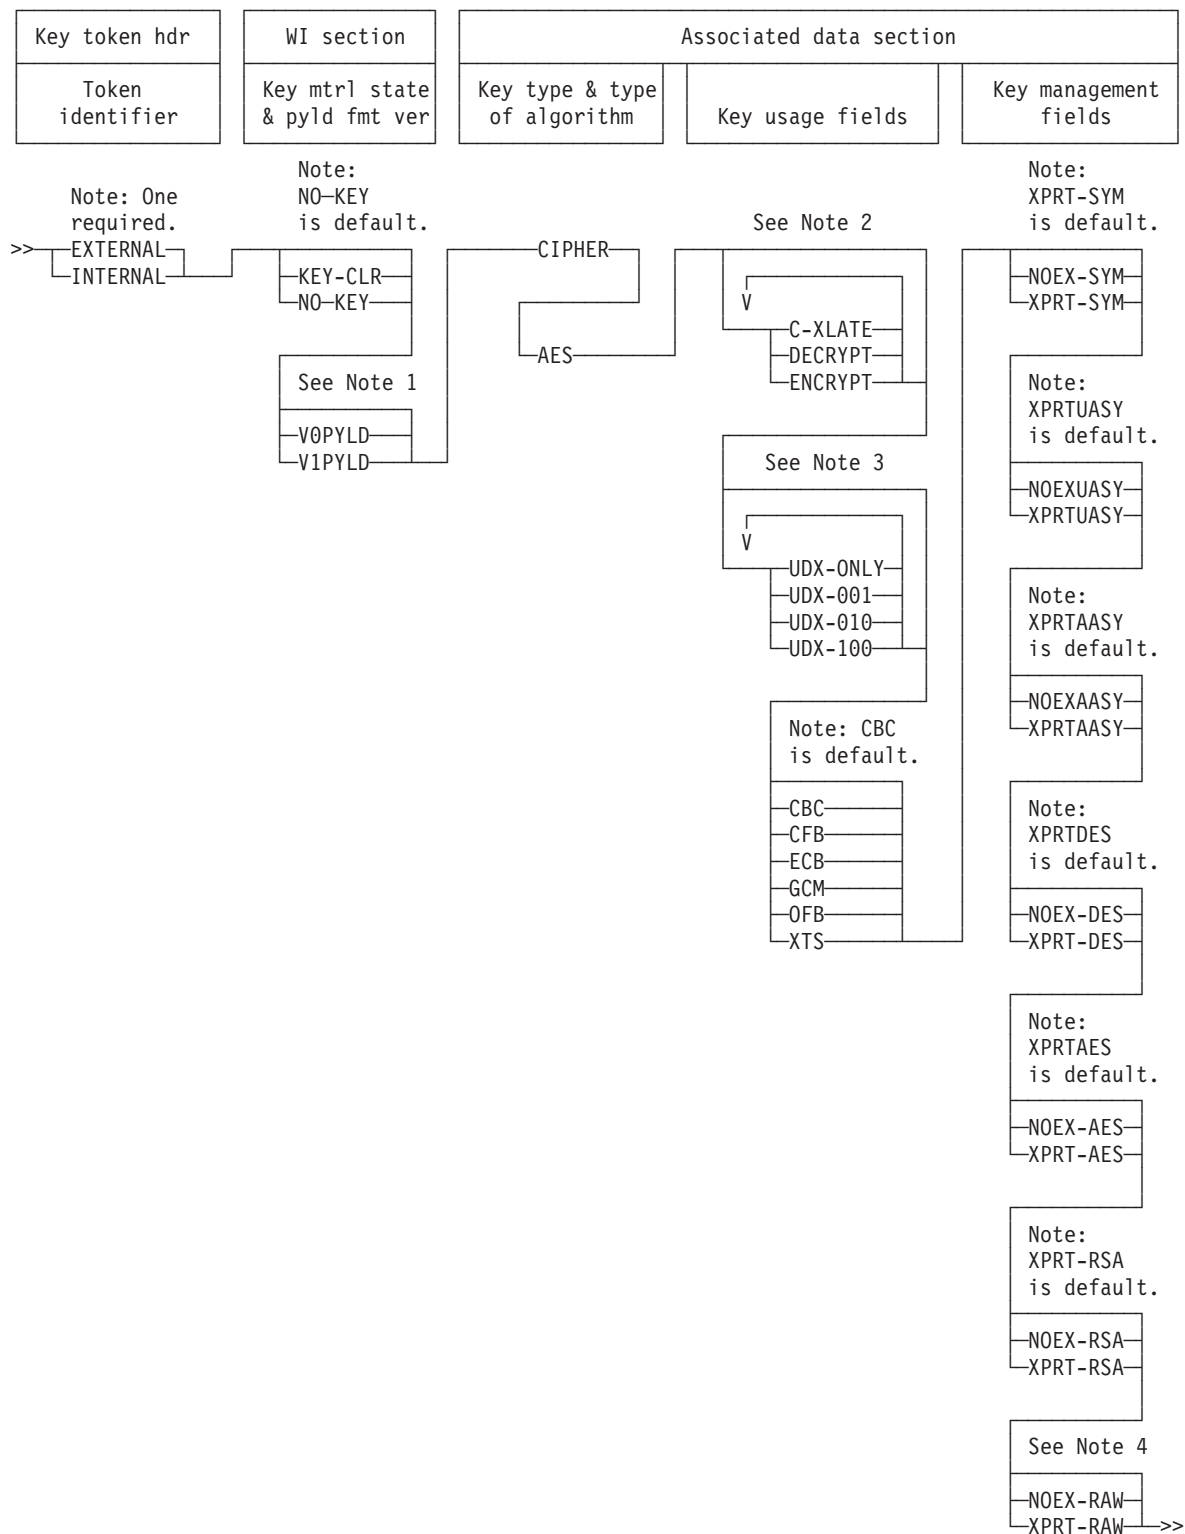 Key token hdr
WI section
Associated data section
Token
identifier
Key mtrl state
& pyld fmt ver
Key type & type
of algorithm
Key usage fields
Key management
fields
Note: One
required.
>>
EXTERNAL
INTERNAL
Note:
NO-KEY
is default.
KEY-CLR
NO-KEY
See Note 1
V0PYLD
V1PYLD
CIPHER
AES
See Note 2
V
C-XLATE
DECRYPT
ENCRYPT
See Note 3
V
UDX-ONLY
UDX-001
UDX-010
UDX-100
Note: CBC
is default.
CBC
CFB
ECB
GCM
OFB
XTS
Note:
XPRT-SYM
is default.
NOEX-SYM
XPRT-SYM
Note:
XPRTUASY
is default.
NOEXUASY
XPRTUASY
Note:
XPRTAASY
is default.
NOEXAASY
XPRTAASY
Note:
XPRTDES
is default.
NOEX-DES
XPRT-DES
Note:
XPRTAES
is default.
NOEX-AES
XPRT-AES
Note:
XPRT-RSA
is default.
NOEX-RSA
XPRT-RSA
See Note 4
NOEX-RAW
XPRT-RAW
>>